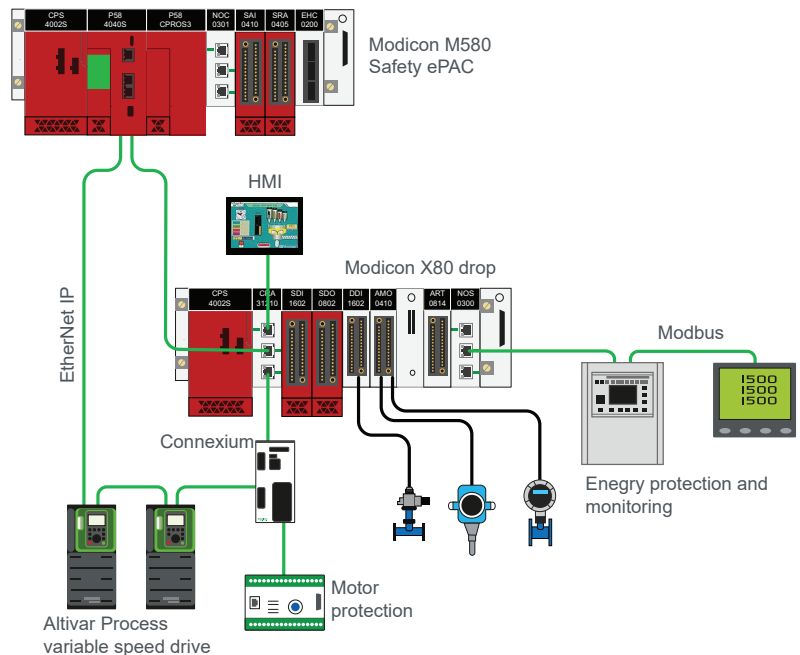 CPS
4002S
P58
4040S
P58
CPROS3
NOC
0301
SAI
0410
SRA
0405
EHC
0200
Modicon M580
Safety ePAC
HMI
Modicon X80 drop
CPS
4002S
CRA
31210
SDI
1602
SDO
0802
DDI
1602
AMO
0410
ART
0814
NOS
0300
EtherNet IP
Modbus
1500
1500
1500
Connexium
Enegry protection and
monitoring
Motor
protection
Altivar Process
variable speed drive